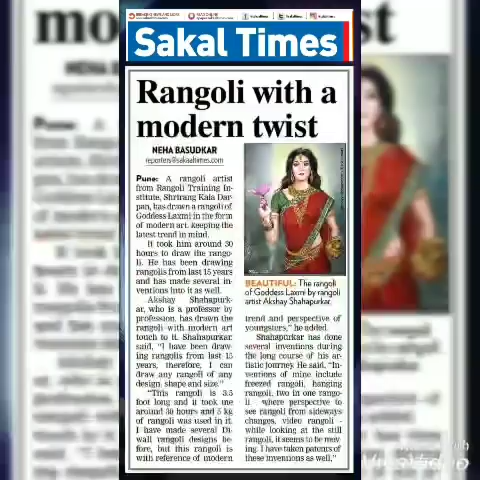 Sakal Times
Rangoli with a
modern twist
NEHA BASUDKAR
reporters@sakaaltimes.com
Pune: A rangoli artist
from Rangoli Training In-
stitute, Shrirang Kala Dar-
pan, has drawn a rangoli of
Goddess Laxmi in the form
of modern art, keeping the
latest trend in mind.
It took him around 30
hours to draw the rango-
li. He has been drawing
rangolis from last 15 years
and has made several in-
ventions into it as well.
Akshay Shahapurk-
ar, who is a professor by
profession, has drawn the
rangoli with modern art
touch to it. Shahapurkar
said, "I have been draw-
ing rangolis from last 15
years, therefore, I can
draw any rangoli of any
design, shape and size."
"This rangoli is 3.5
foot long and it took me
around 30 hours and 5 kg
of rangoli was used in it.
I have made several Di-
wali rangoli designs be-
fore, but this rangoli is
with reference of modern
BEAUTIFUL: The rangoli
of Goddess Laxmi by rangoli
artist Akshay Shahapurkar.
trend and perspective of
youngsters," he added.
Shahapurkar has done
several inventions during
the long course of his ar-
tistic journey. He said, "In-
ventions of mine include
freezed rangoli, hanging
rangoli, two in one rango-
li where perspective to
see rangoli from sideways
changes, video rangoli -
while looking at the still
rangoli, it seems to be mov-
ing. I have taken patents of
these inventions as well,"